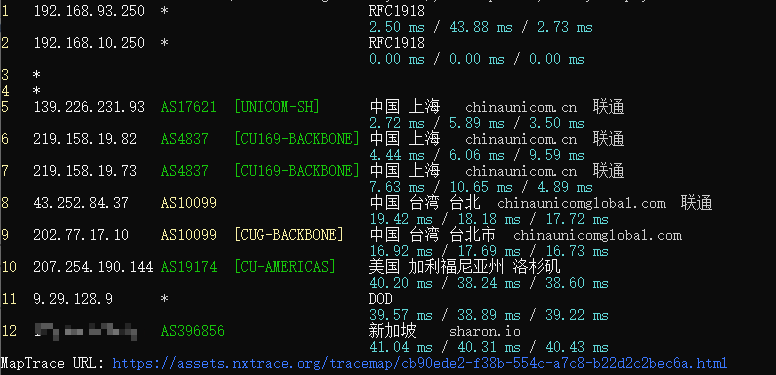 1 192.168.93.250 * RFC1918
2.50 ms / 43.88 ms / 2.73 ms
2 192.168.10.250 * RFC1918
0.00 ms / 0.00 ms / 0.00 ms
3 *
4 *
5 139.226.231.93 AS17621 [UNICOM-SH] 中国 上海 chinaunicom.cn 联通
2.72 ms / 5.89 ms / 3.50 ms
6 219.158.19.82 AS4837 [CU169-BACKBONE] 中国 上海 chinaunicom.cn 联通
4.44 ms / 6.06 ms / 9.59 ms
7 219.158.19.73 AS4837 [CU169-BACKBONE] 中国 上海 chinaunicom.cn 联通
7.63 ms / 10.65 ms / 4.89 ms
8 43.252.84.37 AS10099 中国 台湾 台北 chinaunicomglobal.com 联通
19.42 ms / 18.18 ms / 17.72 ms
9 202.77.17.10 AS10099 [CUG-BACKBONE] 中国 台湾 台北市 chinaunicomglobal.com
16.92 ms / 17.69 ms / 16.73 ms
10 207.254.190.144 AS19174 [CU-AMERICAS] 美国 加利福尼亚州 洛杉矶
40.20 ms / 38.24 ms / 38.60 ms
11 9.29.128.9 * DOD
39.57 ms / 38.89 ms / 39.22 ms
12 AS396856 新加坡 sharon.io
41.04 ms / 40.31 ms / 40.43 ms
MapTrace URL: https://assets.nxtrace.org/tracemap/cb90ede2-f38b-554c-a7c8-b22d2c2bec6a.html